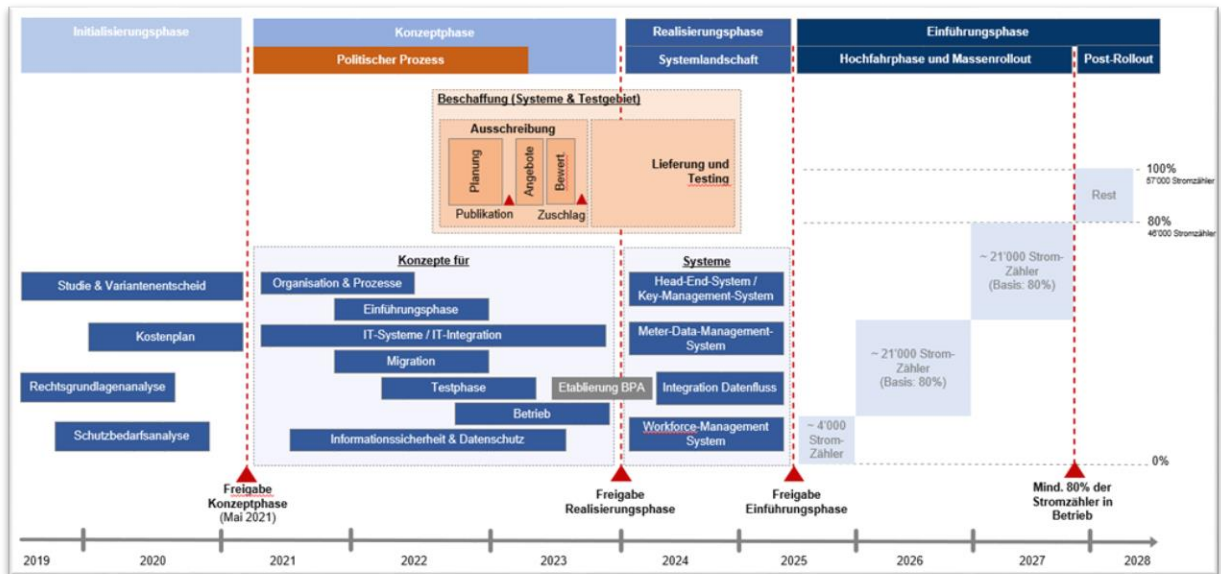 Initialisierungsphase
Konzeptphase
Realisierungsphase
Einführungsphase
Politischer Prozess
Systemlandschaft
Hochfahrphase und Massenrollout
Post-Rollout
Beschaffung (Systeme & Testgebiet)
Ausschreibung
Planung
Angebote
Bewert.
Publikation
Zuschlag
Lieferung und
Testing
100%
57'000 Stromzähler
Rest
80%
46'000 Stromzähler
Konzepte für
Systeme
~ 21'000 Strom-
Zähler
(Basis: 80%)
Studie & Variantenentscheid
Organisation & Prozesse
Head-End-System /
Key-Management-System
Einführungsphase
Kostenplan
IT-Systeme / IT-Integration
Meter-Data-Management-
System
Migration
~ 21'000 Strom-
Zähler
(Basis: 80%)
Rechtsgrundlagenanalyse
Testphase
Etablierung BPA
Integration Datenfluss
Betrieb
Schutzbedarfsanalyse
Informationssicherheit & Datenschutz
Workforce-Management
System
~ 4'000
Strom-
Zähler
0%
Freigabe
Konzeptphase
(Mai 2021)
Freigabe
Realisierungsphase
Freigabe
Einführungsphase
Mind. 80% der
Stromzähler in
Betrieb
2019
2020
2021
2022
2023
2024
2025
2026
2027
2028